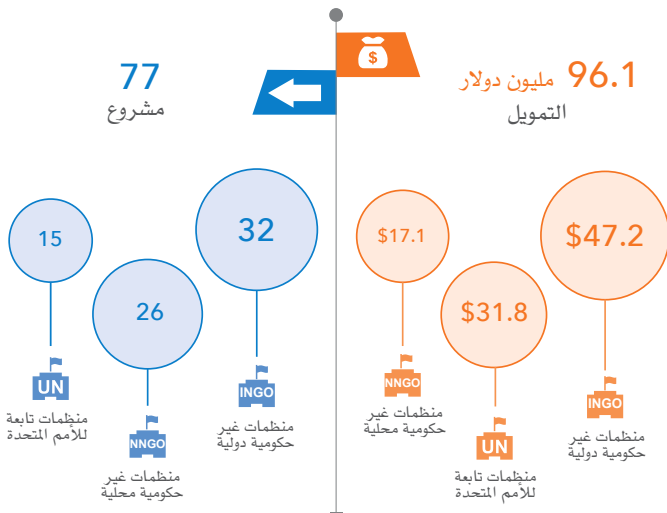 96.1 مليون دولار
التمويل
$47.2
INGO
منظمات غير
حكومية دولية
$31.8
UN
منظمات تابعة
للأمم المتحدة
$17.1
NNGO
منظمات غير
حكومية محلية
$
77
مشروع
32
INGO
منظمات غير
حكومية دولية
26
NNGO
منظمات غير
حكومية محلية
15
UN
منظمات تابعة
للأمم المتحدة